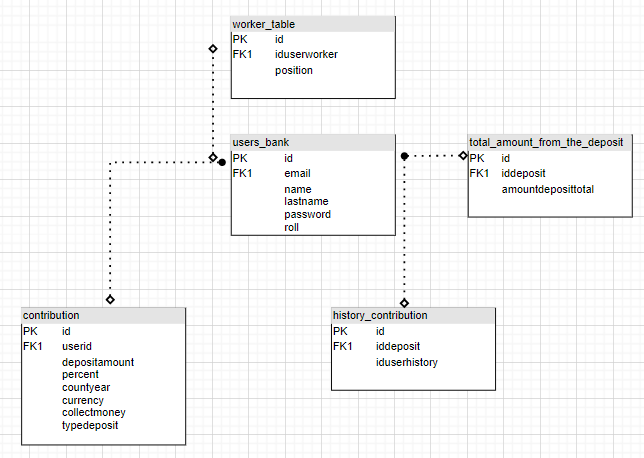 worker_table
PK id
FK1 iduserworker
position
users_bank
PK id
FK1 email
name
lastname
password
roll
total_amount_from_the_deposit
PK id
FK1 iddeposit
amountdeposittotal
contribution
PK id
FK1 userid
depositamount
percent
countyear
currency
collectmoney
typedeposit
history_contribution
PK id
FK1 iddeposit
iduserhistory